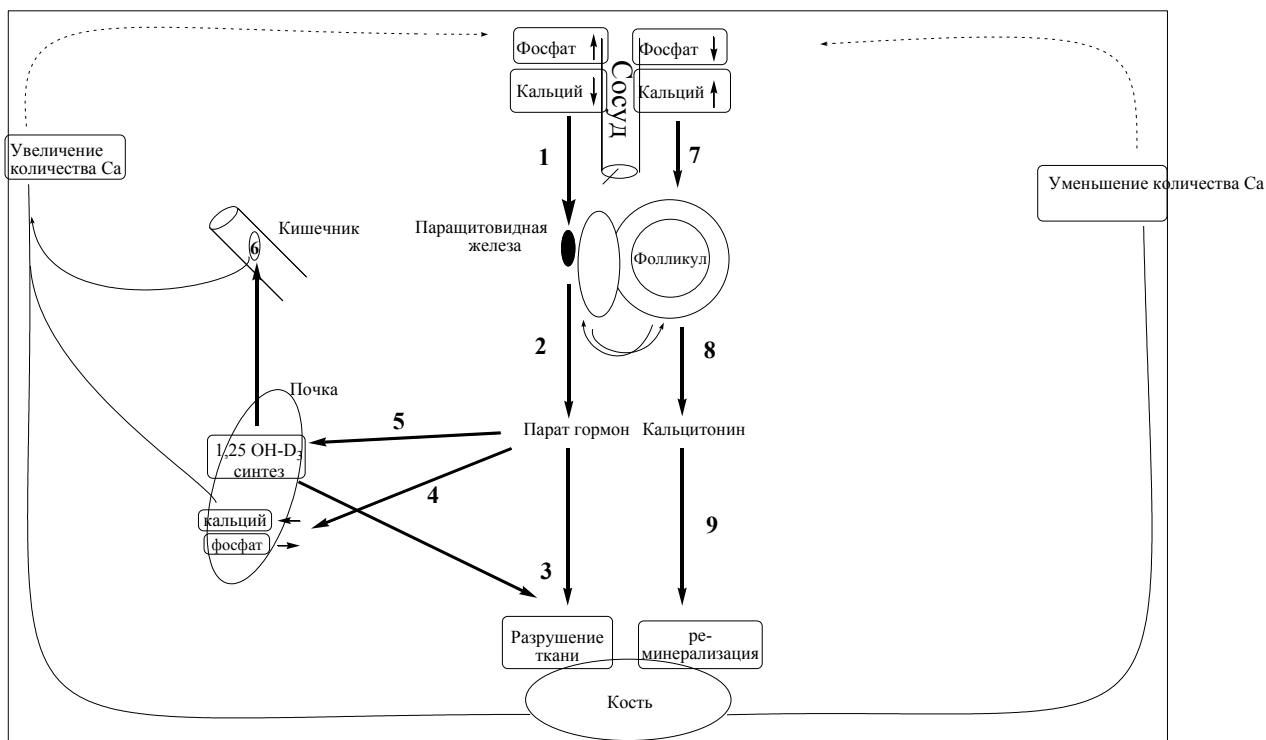 Фосфат
Фосфат
Кальций
Кальций
Сосуд
Увеличение
количества Ca
1
7
Уменьшение количества Ca
Кишечник
6
Паращитовидная
железа
Фолликул
2
8
Почка
5
Парат гормон
Кальцитонин
1,25 OH-D3
синтез
4
кальций
фосфат
9
3
Разрушение
ткани
ре-
минерализация
Кость